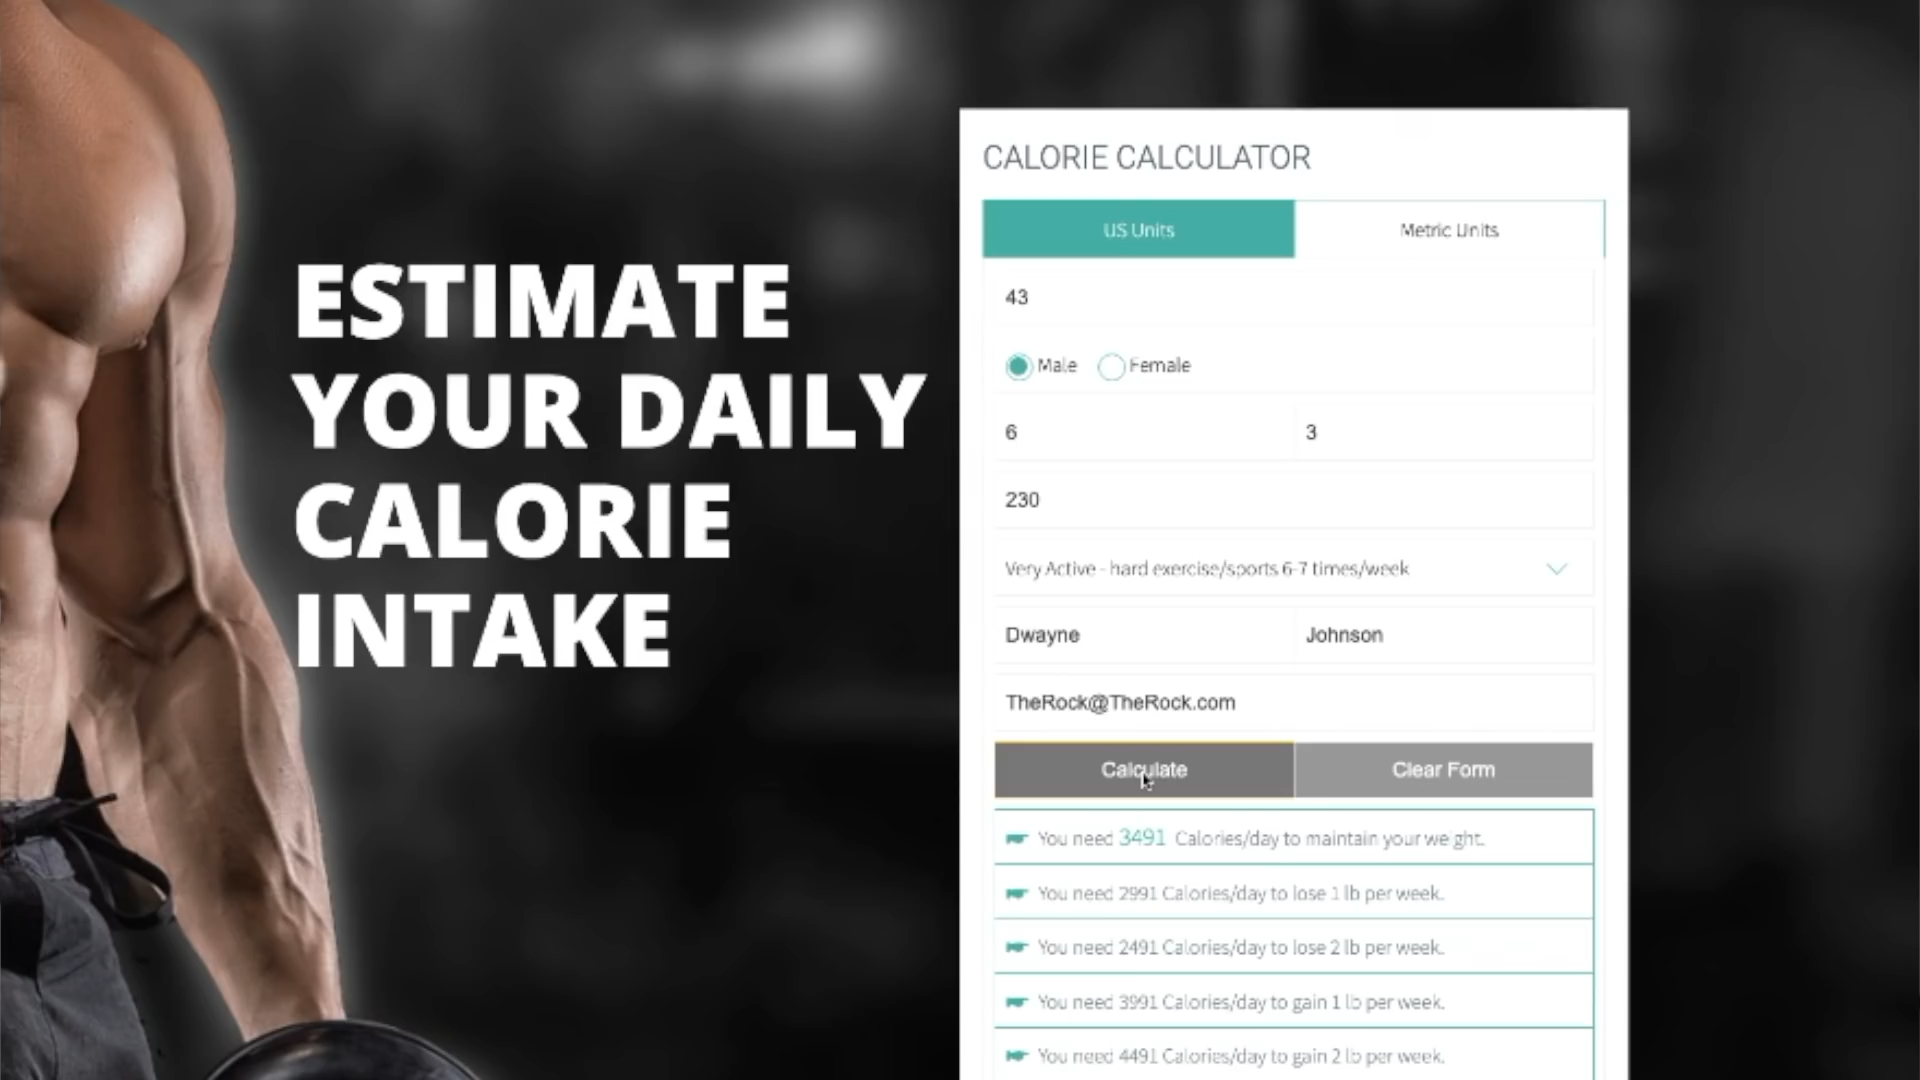 ESTIMATE
YOUR DAILY
CALORIE
INTAKE
CALORIE CALCULATOR
US Units
Metric Units
43
Male
Female
6
3
230
Very Active - hard exercise/sports 6-7 times/week
Dwayne
Johnson
TheRock@TheRock.com
Calculate
Clear Form
You need 3491 Calories/day to maintain your weight.
You need 2991 Calories/day to lose 1 lb per week.
You need 2491 Calories/day to lose 2 lb per week.
You need 3991 Calories/day to gain 1 lb per week.
You need 4491 Calories/day to gain 2 lb per week.